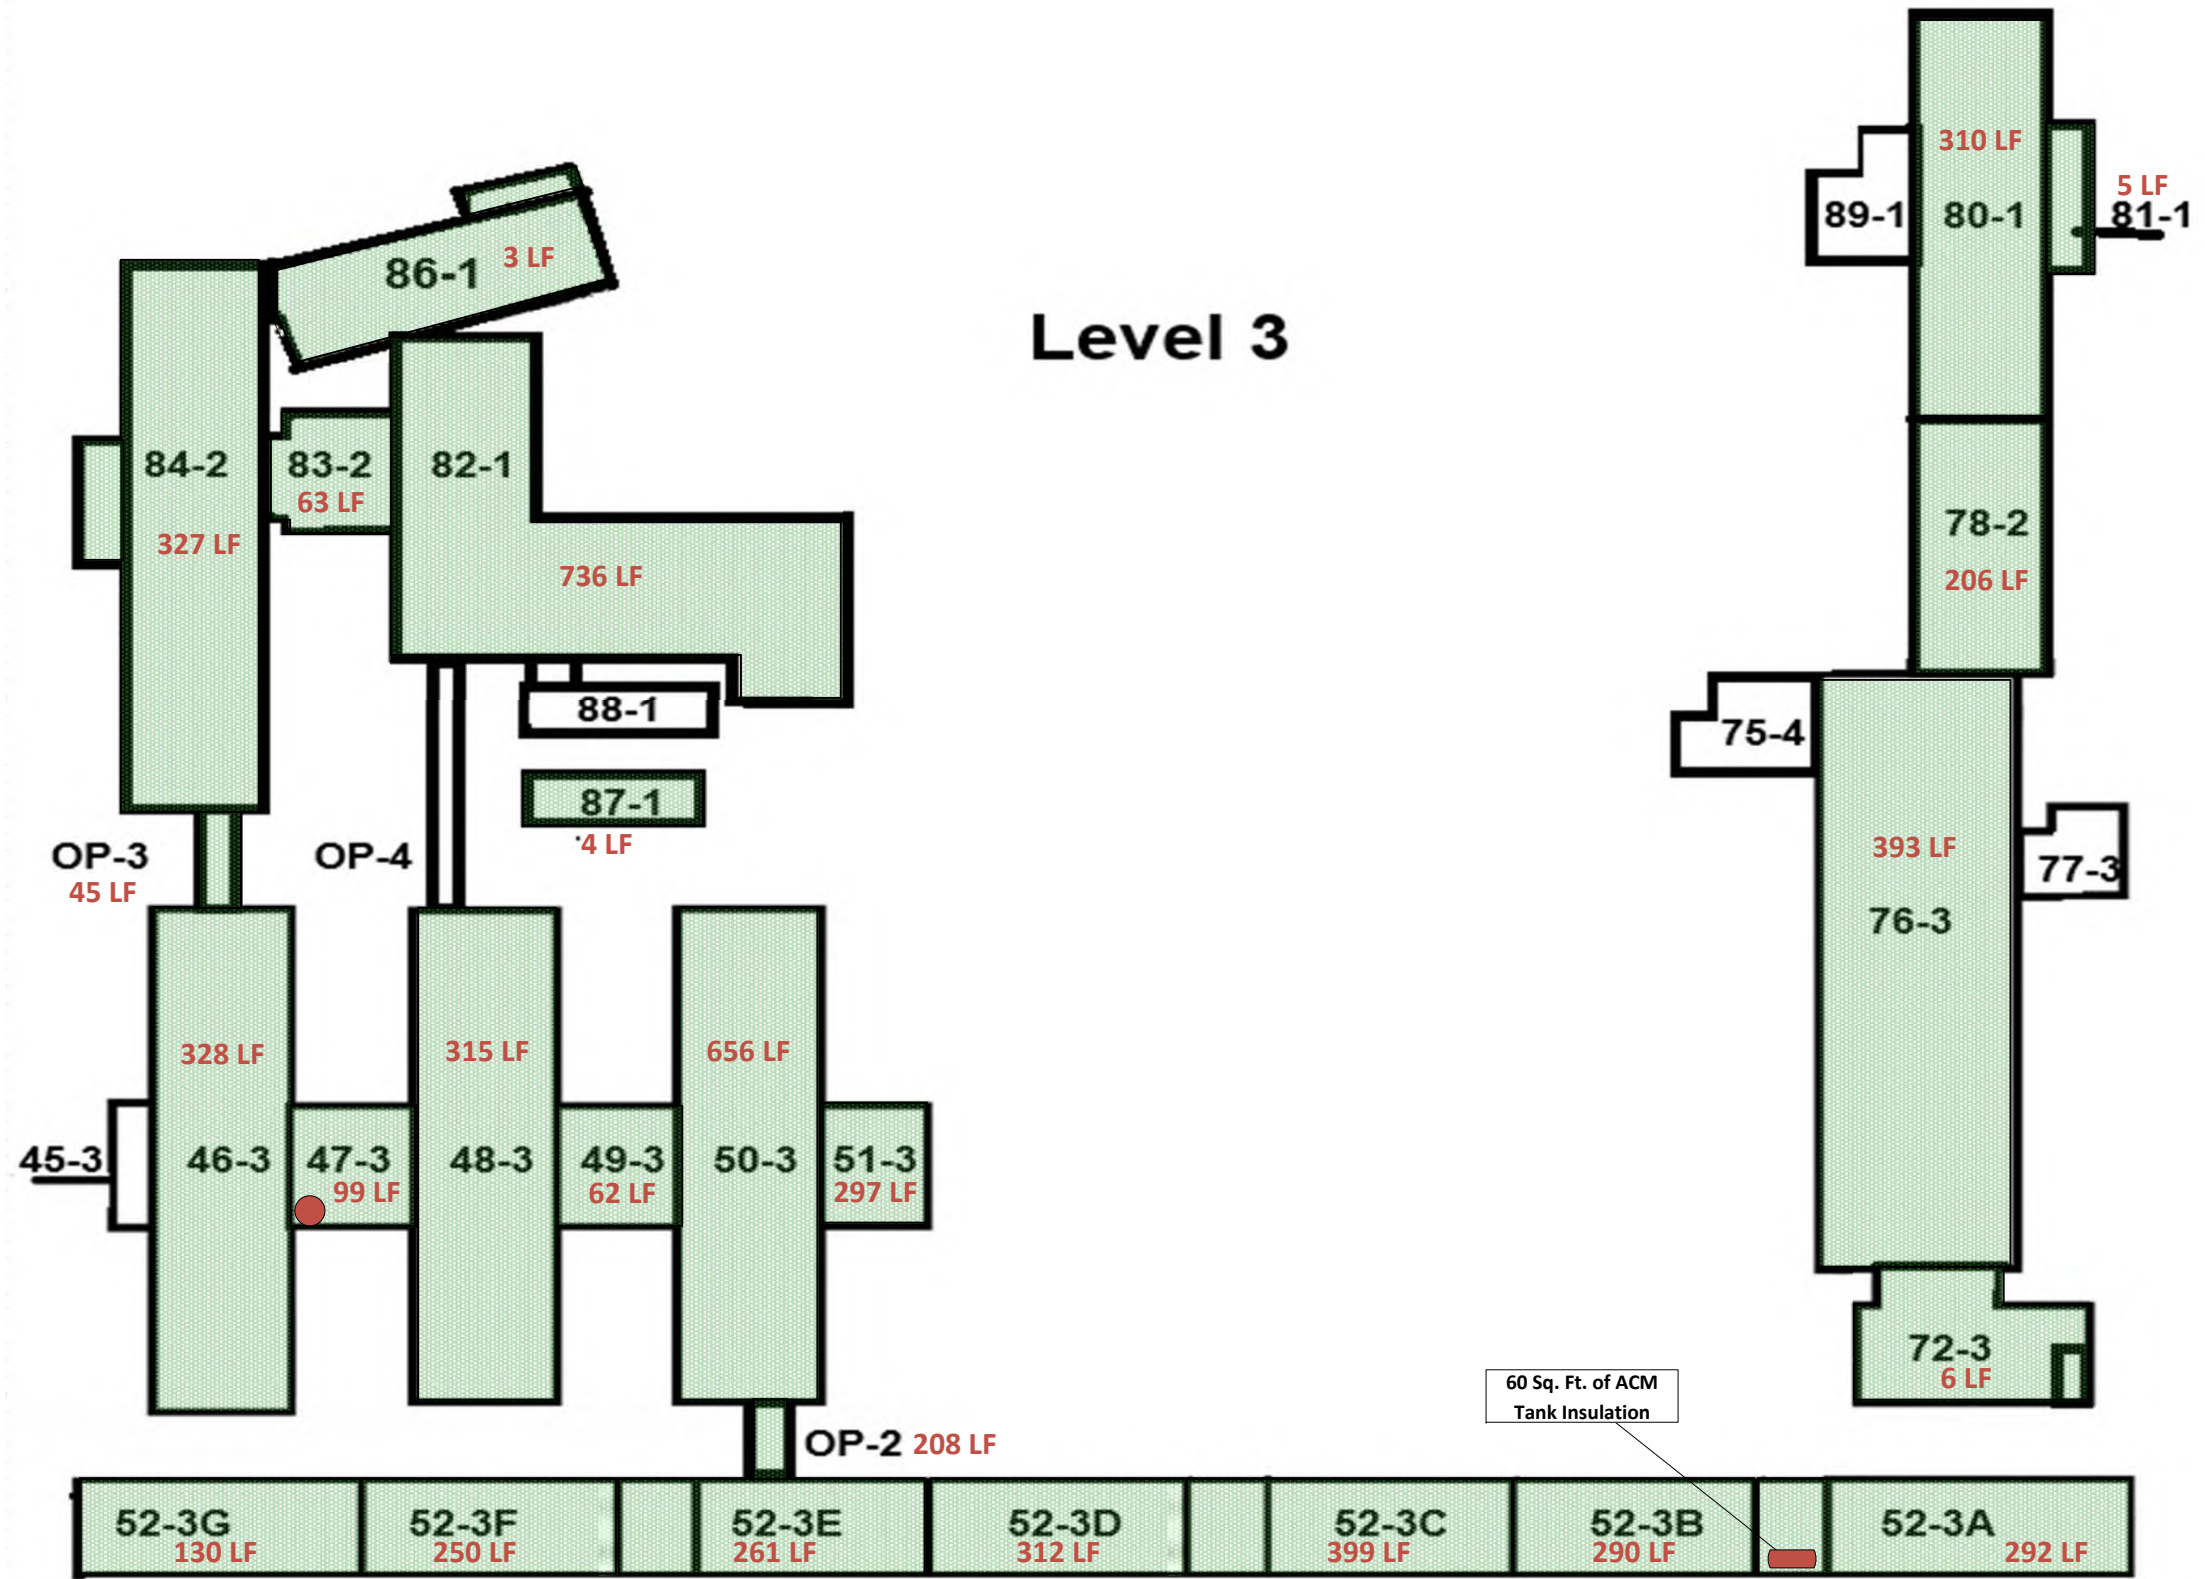 310 LF
5 LF
89-1
80-1
81-1
86-1
3 LF
Level 3
84-2
83-2
82-1
63 LF
327 LF
736 LF
78-2
206 LF
88-1
75-4
87-1
4 LF
OP-3
OP-4
45 LF
393 LF
77-3
76-3
328 LF
315 LF
656 LF
45-3
46-3
47-3
48-3
49-3
50-3
51-3
99 LF
62 LF
297 LF
72-3
6 LF
60 Sq. Ft. of ACM
Tank Insulation
OP-2 208 LF
52-3G
52-3F
52-3E
52-3D
52-3C
52-3B
52-3A
130 LF
250 LF
261 LF
312 LF
399 LF
290 LF
292 LF